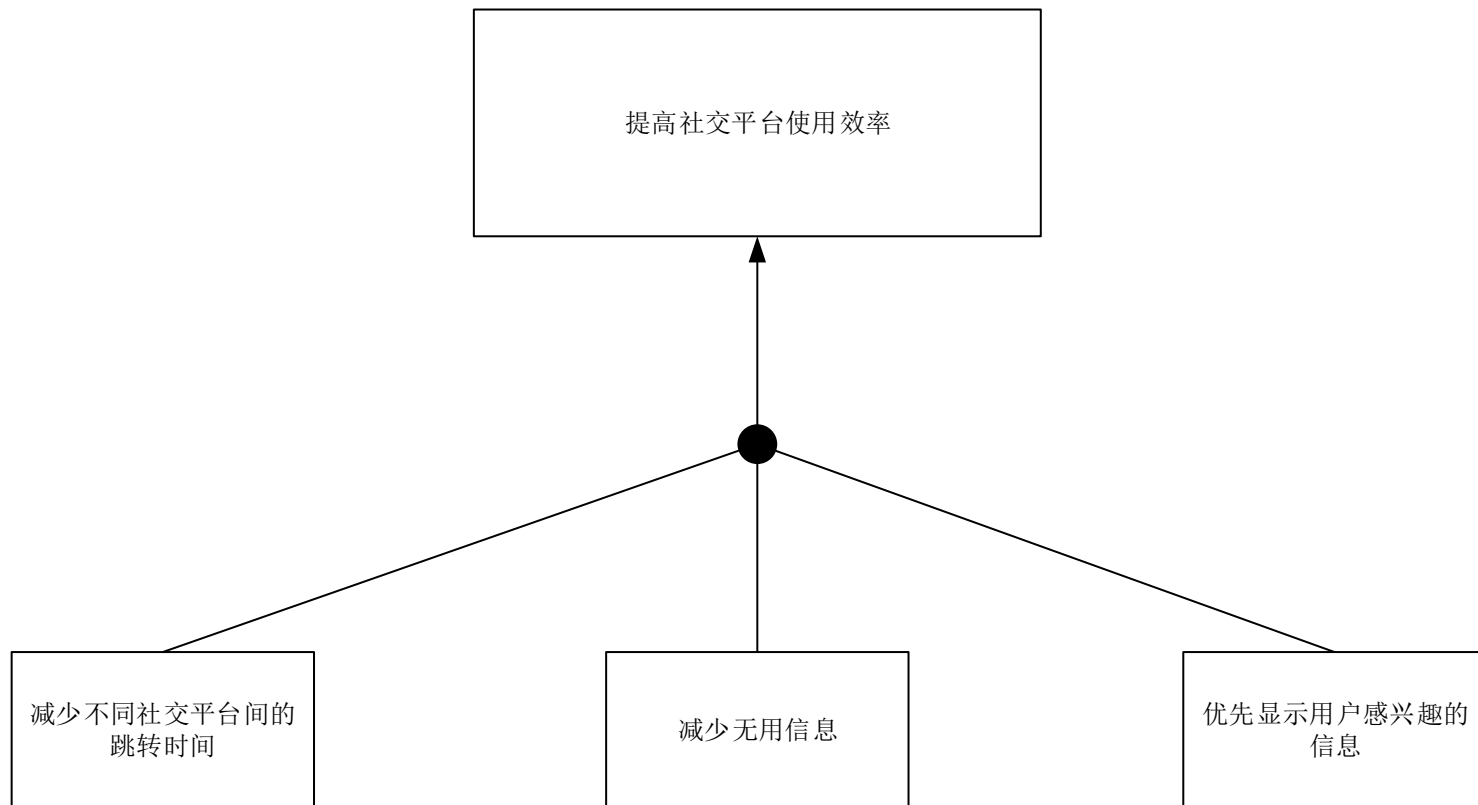 提高社交平台使用效率
减少不同社交平台间的
跳转时间
减少无用信息
优先显示用户感兴趣的
信息